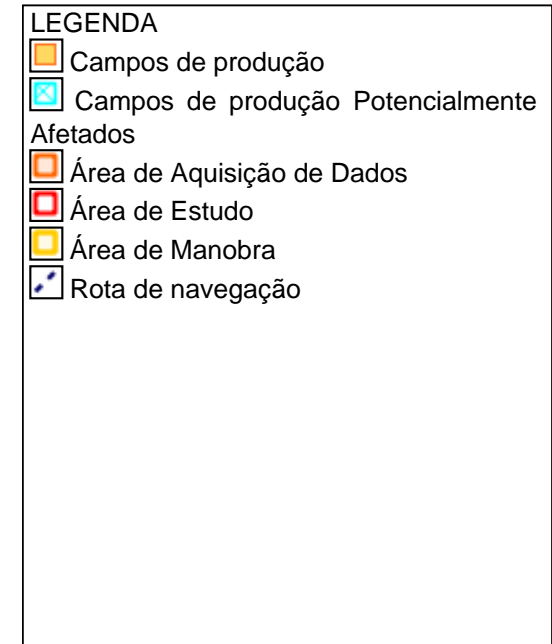 LEGENDA
Campos de produção
Campos de produção Potencialmente
Afetados
Área de Aquisição de Dados
Área de Estudo
Área de Manobra
Rota de navegação